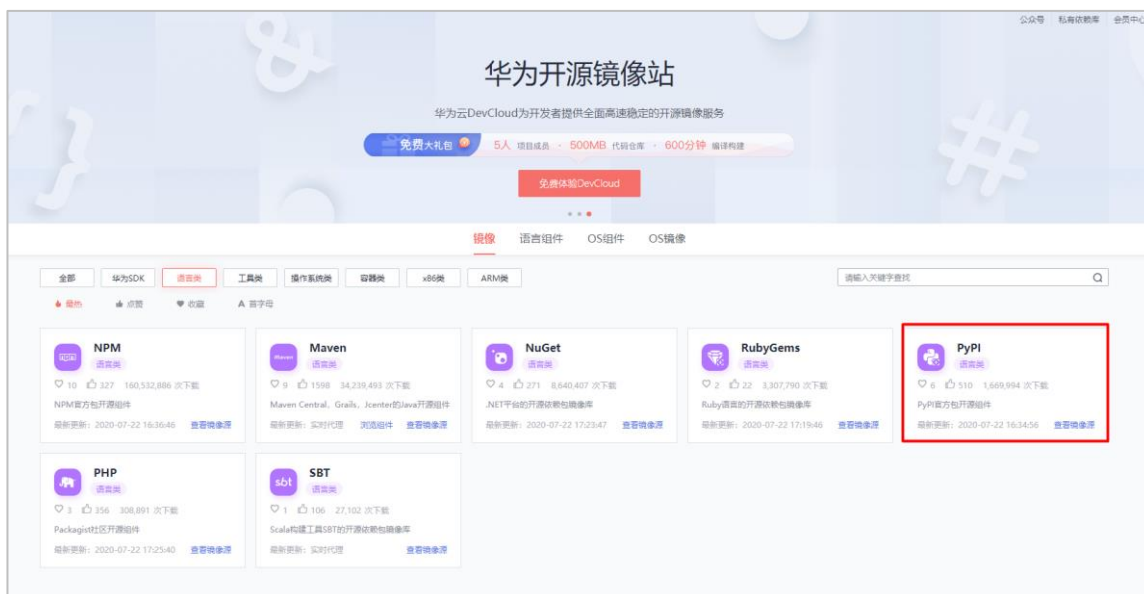 公众号 私有依赖库 会员中心
华为开源镜像站
华为云DevCloud为开发者提供全面高速稳定的开源镜像服务
免费大礼包 5人 项目成员 · 500MB 代码仓库 · 600分钟 编译构建
免费体验DevCloud
镜像 语言组件 OS组件 OS镜像
全部 华为SDK 语言类 工具类 操作系统类 容器类 x86类 ARM类 请输入关键字查找
最热 点赞 收藏 A 首字母
NPM Maven NuGet RubyGems PyPI
语言类 语言类 语言类 语言类 语言类
10 327 160,532,886 次下载 9 1598 34,239,493 次下载 4 271 8,640,407 次下载 2 22 3,307,790 次下载 6 510 1,669,994 次下载
NPM官方包开源组件 Maven Central、Grails、Jcenter的Java开源组件 .NET平台的开源依赖包镜像库 Ruby语言的开源依赖包镜像库 PyPI官方包开源组件
最新更新：2020-07-22 16:36:46 查看镜像源 最新更新：实时代理 浏览组件 查看镜像源 最新更新：2020-07-22 17:23:47 查看镜像源 最新更新：2020-07-22 17:19:46 查看镜像源 最新更新：2020-07-22 16:34:56 查看镜像源
PHP sbt SBT
语言类 语言类
3 356 308,891 次下载 1 106 27,102 次下载
Packagist社区开源组件 Scala构建工具SBT的开源依赖包镜像库
最新更新：2020-07-22 17:25:40 查看镜像源 最新更新：实时代理 查看镜像源